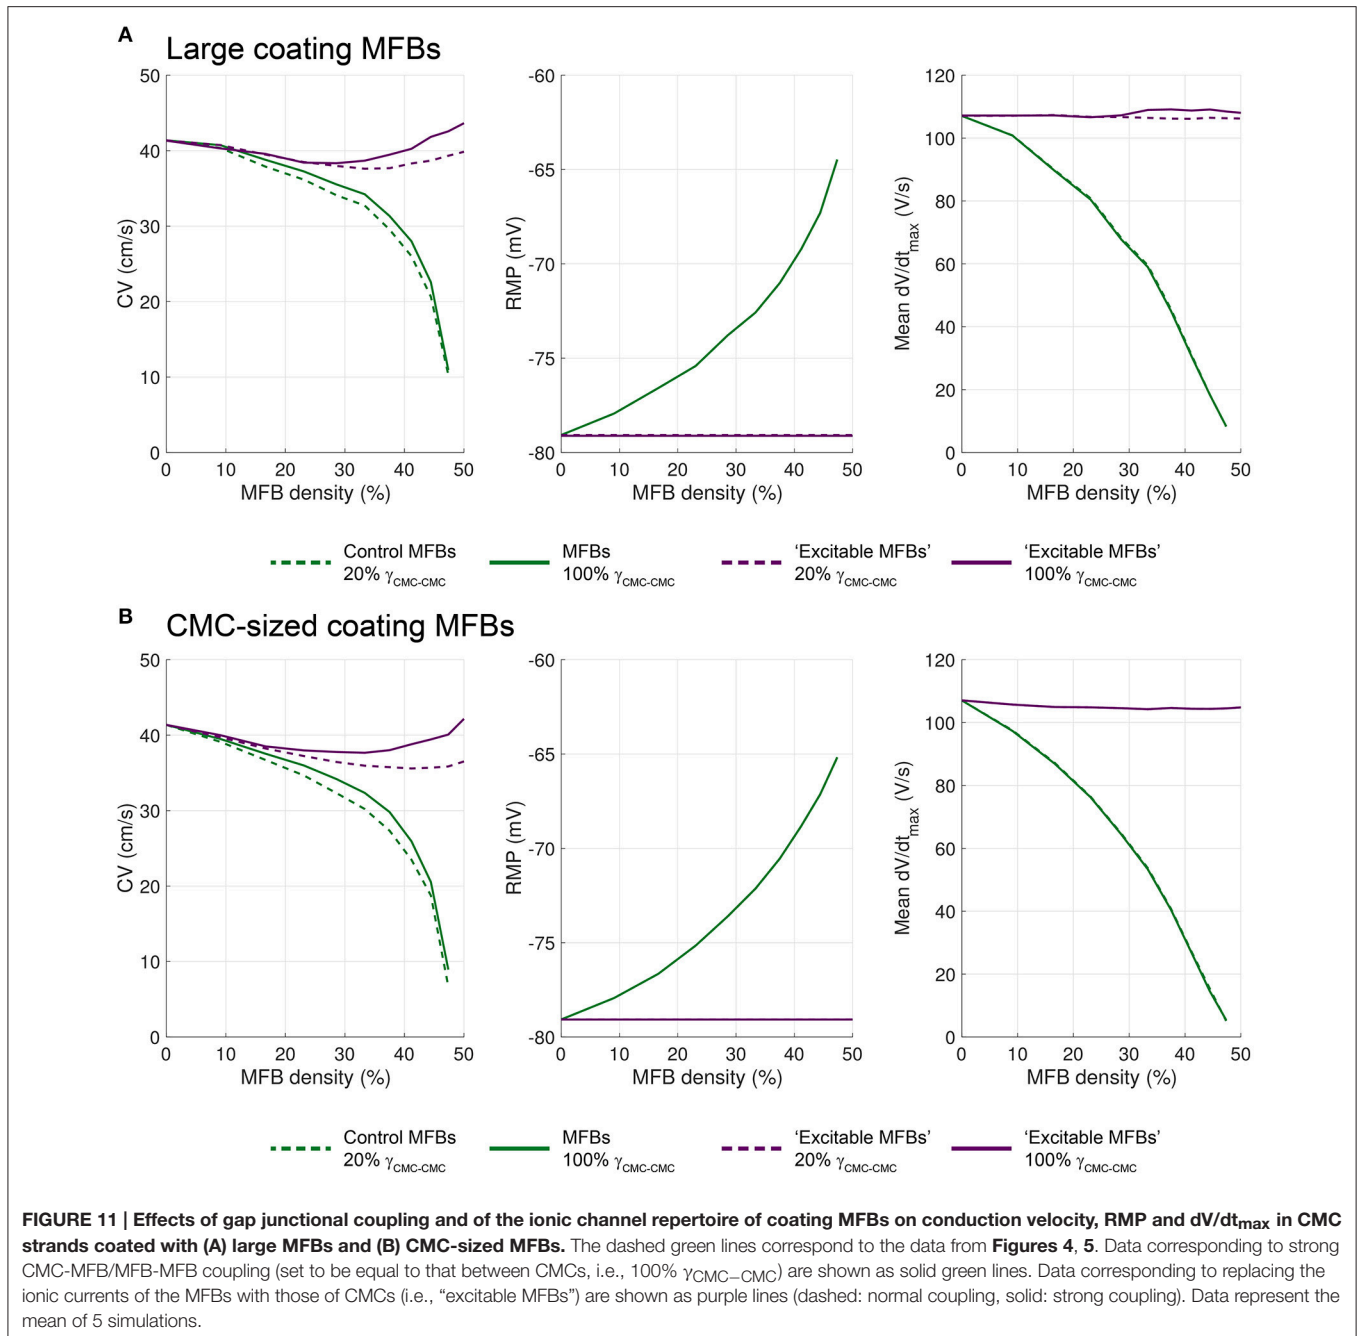 A
Large coating MFBs
50
40
30
20
10
0
CV (cm/s)
0 10 20 30 40 50
MFB density (%)
-60
-65
-70
-75
-80
RMP (mV)
0 10 20 30 40 50
MFB density (%)
120
100
80
60
40
20
0
Mean dV/dtmax (V/s)
0 10 20 30 40 50
MFB density (%)
Control MFBs
20% γCMC-CMC
MFBs
100% γCMC-CMC
'Excitable MFBs'
20% γCMC-CMC
'Excitable MFBs'
100% γCMC-CMC
B
CMC-sized coating MFBs
50
40
30
20
10
0
CV (cm/s)
0 10 20 30 40 50
MFB density (%)
-60
-65
-70
-75
-80
RMP (mV)
0 10 20 30 40 50
MFB density (%)
120
100
80
60
40
20
0
Mean dV/dtmax (V/s)
0 10 20 30 40 50
MFB density (%)
Control MFBs
20% γCMC-CMC
MFBs
100% γCMC-CMC
'Excitable MFBs'
20% γCMC-CMC
'Excitable MFBs'
100% γCMC-CMC
FIGURE 11 | Effects of gap junctional coupling and of the ionic channel repertoire of coating MFBs on conduction velocity, RMP and dV/dtmax in CMC
strands coated with (A) large MFBs and (B) CMC-sized MFBs. The dashed green lines correspond to the data from Figures 4, 5. Data corresponding to strong
CMC-MFB/MFB-MFB coupling (set to be equal to that between CMCs, i.e., 100% γCMC−CMC) are shown as solid green lines. Data corresponding to replacing the
ionic currents of the MFBs with those of CMCs (i.e., “excitable MFBs”) are shown as purple lines (dashed: normal coupling, solid: strong coupling). Data represent the
mean of 5 simulations.